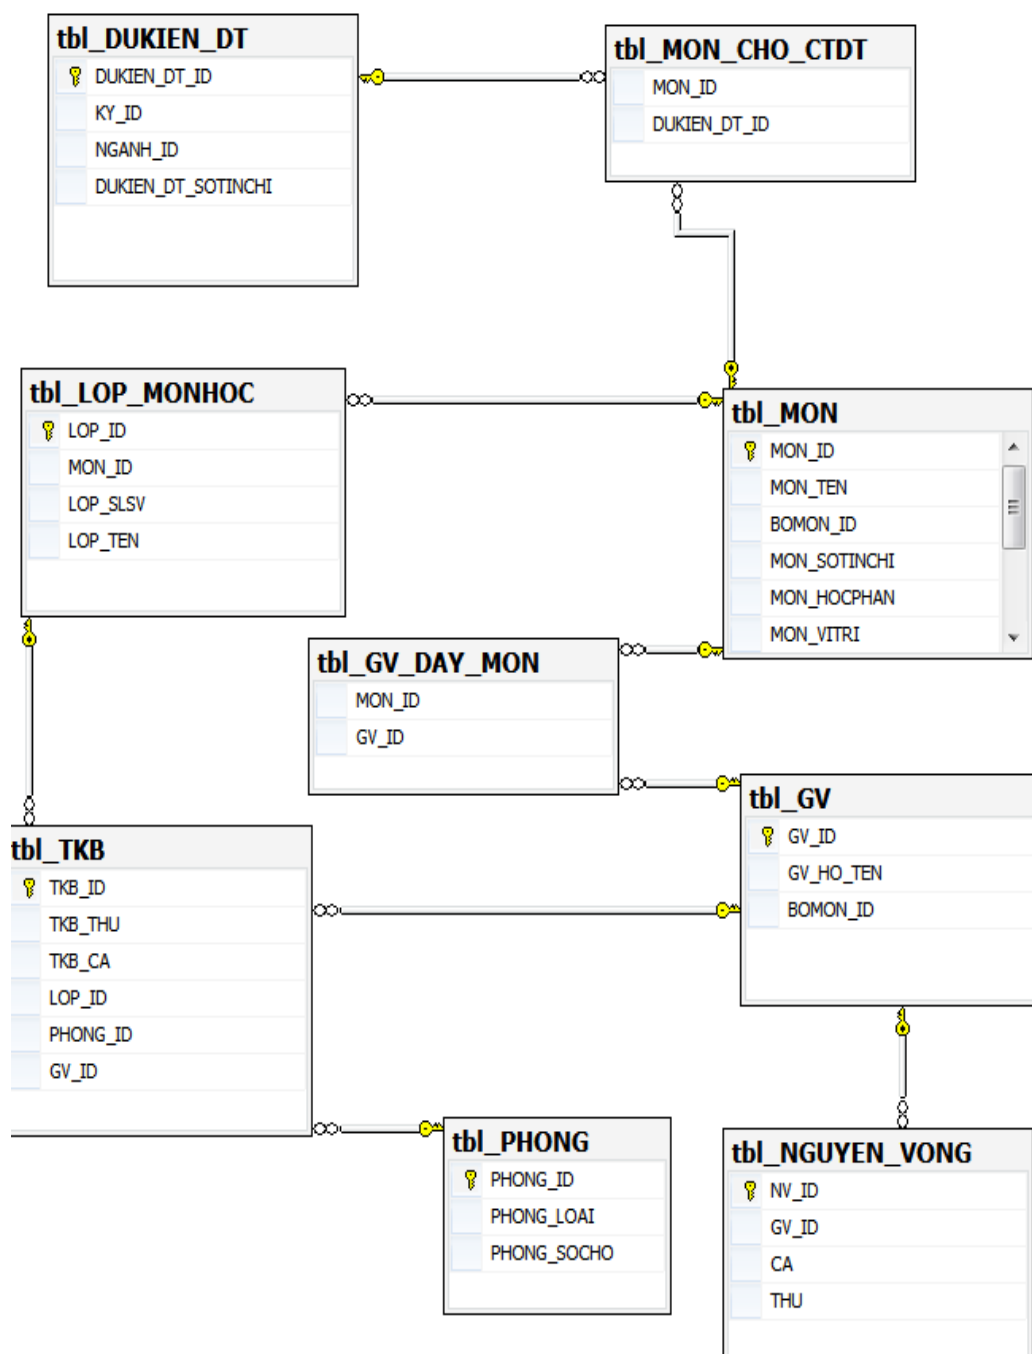 tbl_DUKIEN_DT
DUKIEN_DT_ID
KY_ID
NGANH_ID
DUKIEN_DT_SOTINCHI
tbl_MON_CHO_CTDT
MON_ID
DUKIEN_DT_ID
tbl_LOP_MONHOC
LOP_ID
MON_ID
LOP_SLSV
LOP_TEN
tbl_MON
MON_ID
MON_TEN
BOMON_ID
MON_SOTINCHI
MON_HOCPHAN
MON_VITRI
tbl_GV_DAY_MON
MON_ID
GV_ID
tbl_GV
GV_ID
GV_HO_TEN
BOMON_ID
tbl_TKB
TKB_ID
TKB_THU
TKB_CA
LOP_ID
PHONG_ID
GV_ID
tbl_PHONG
PHONG_ID
PHONG_LOAI
PHONG_SOCHO
tbl_NGUYEN_VONG
NV_ID
GV_ID
CA
THU